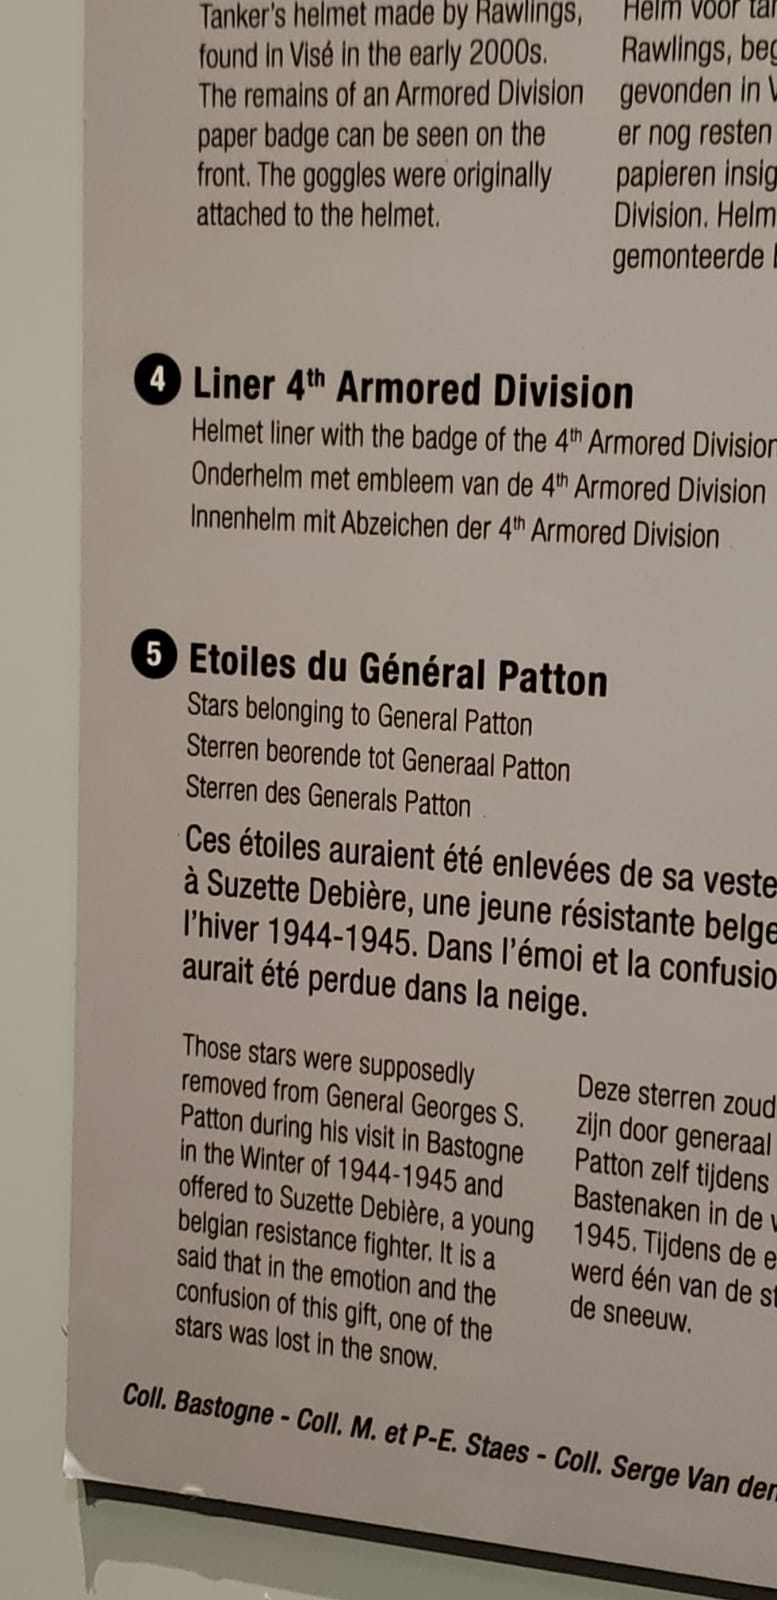 Tanker's helmet made by Rawlings,
found in Visé in the early 2000s.
The remains of an Armored Division
paper badge can be seen on the
front. The goggles were originally
attached to the helmet.
Helm voor
Rawlings,
gevonden in
er nog resten
papieren
Division.
gemonteerde
4 Liner 4th Armored Division
Helmet liner with the badge of the 4th Armored Division
Onderhelm met embleem van de 4th Armored Division
Innenhelm mit Abzeichen der 4th Armored Division
5 Etoiles du Général Patton
Stars belonging to General Patton
Sterren beorende tot Generaal Patton
Sterren des Generals Patton
Ces étoiles auraient été enlevées de sa veste
à Suzette Debière, une jeune résistante belge
l'hiver 1944-1945. Dans l'émoi et la
aurait été perdue dans la neige.
Those stars were supposedly
removed from General Georges S.
Patton during his visit in Bastogne
in the Winter of 1944-1945 and
offered to Suzette Debière, a young
belgian resistance fighter. It is a
said that in the emotion and the
confusion of this gift, one of the
stars was lost in the snow.
Deze sterren
zijn door generaal
Patton zelf tijdens
Bastenaken in de
1945. Tijdens de
werd één van de
de sneeuw.
Coll. Bastogne - Coll. M. et P-E. Staes - Coll. Serge Van